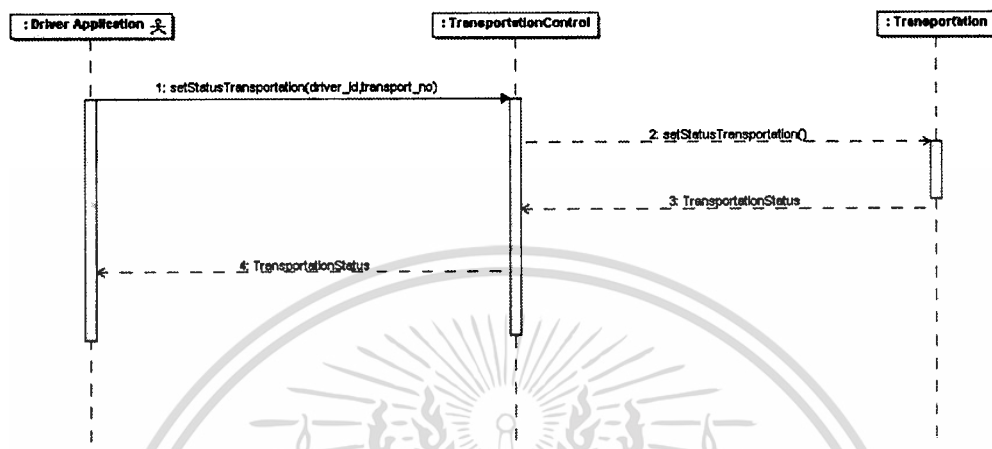 : Driver Application
: TransportationControl
: Transportation
1: setStatusTransportation(driver_id,transport_no)
2: setStatusTransportation()
3: TransportationStatus
4: TransportationStatus